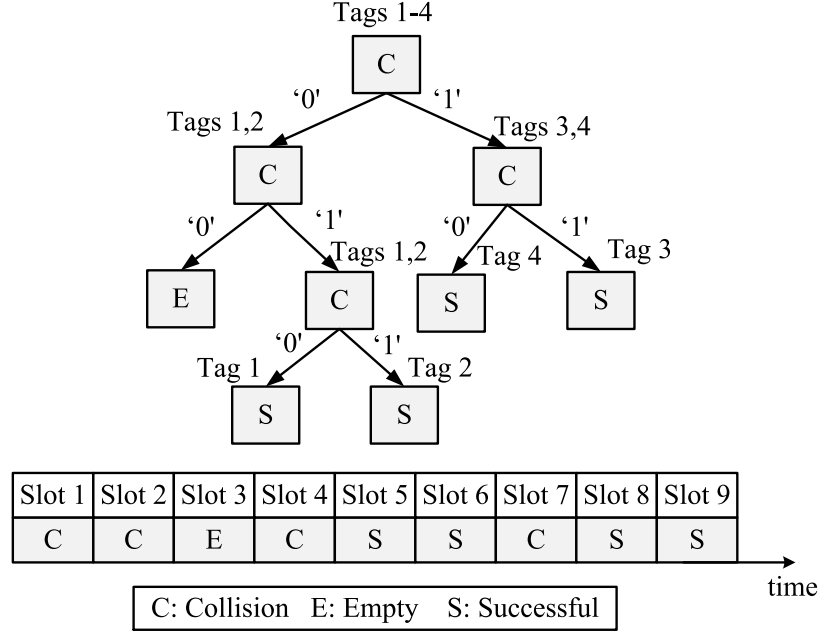 Tags 1-4
C
‘0' ‘1'
Tags 1,2 Tags 3,4
C C
‘0' ‘1' ‘0' ‘1'
Tags 1,2 Tag 4 Tag 3
E C S S
‘0' ‘1'
Tag 1 Tag 2
S S
Slot 1 Slot 2 Slot 3 Slot 4 Slot 5 Slot 6 Slot 7 Slot 8 Slot 9
C C E C S S C S S
time
C: Collision E: Empty S: Successful